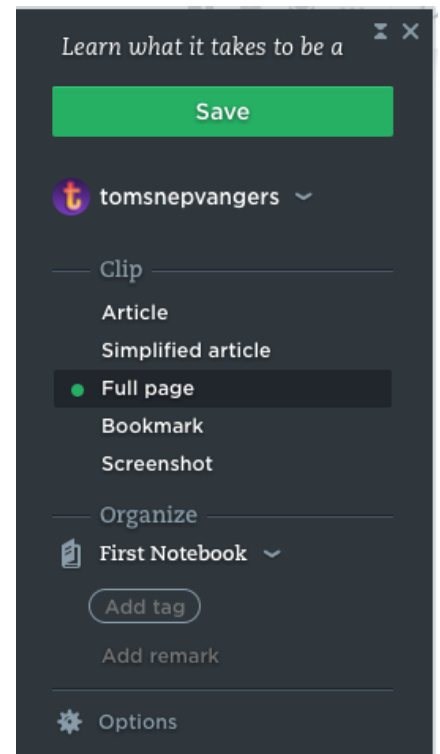 Learn what it takes to be a
Save
t tomsnepvangers
Clip
Article
Simplified article
Full page
Bookmark
Screenshot
Organize
First Notebook
Add tag
Add remark
Options